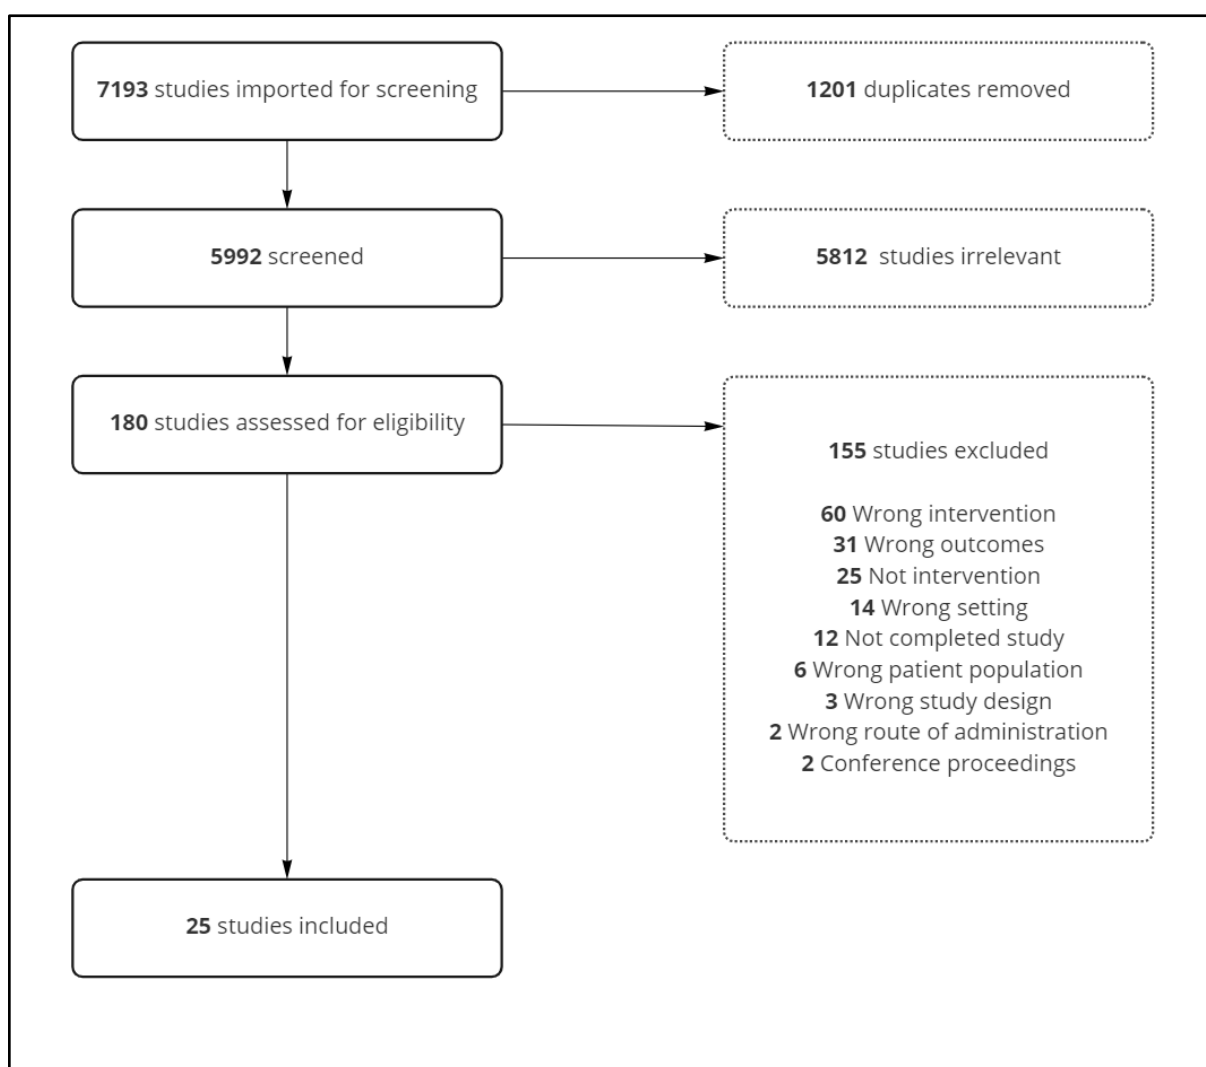 7193 studies imported for screening
1201 duplicates removed
5992 screened
5812 studies irrelevant
180 studies assessed for eligibility
155 studies excluded
60 Wrong intervention
31 Wrong outcomes
25 Not intervention
14 Wrong setting
12 Not completed study
6 Wrong patient population
3 Wrong study design
2 Wrong route of administration
2 Conference proceedings
25 studies included